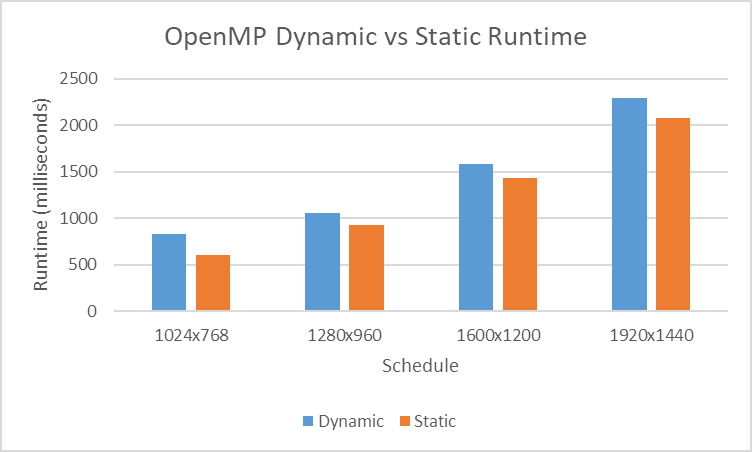 OpenMP Dynamic vs Static Runtime
Runtime (milliseconds)
2500
2000
1500
1000
500
0
1024x768 1280x960 1600x1200 1920x1440
Schedule
Dynamic Static